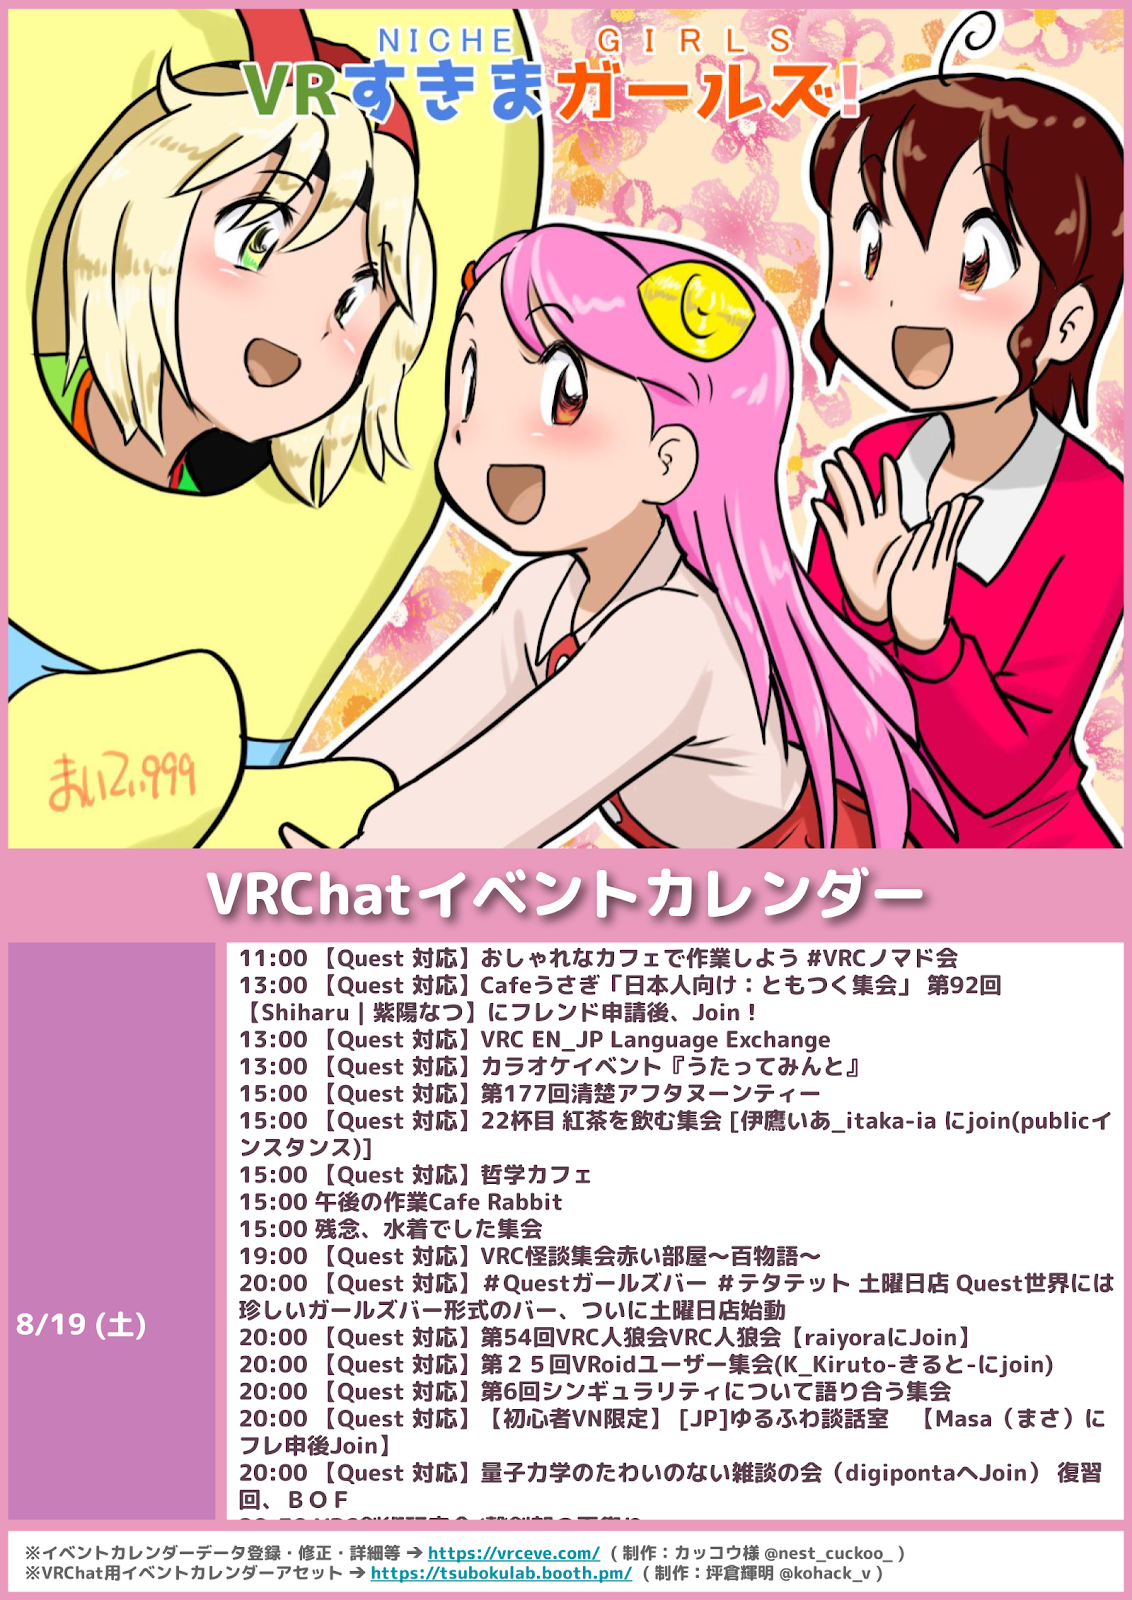 NICHE GIRLS
VRすきまガールズ!
まいてぃ999
VRChatイベントカレンダー
8/19 (土)
11:00 【Quest 対応】おしゃれなカフェで作業しよう #VRCノマド会
13:00 【Quest 対応】Cafeうさぎ「日本人向け：ともつく集会」 第92回
【Shiharu | 紫陽なつ】にフレンド申請後、Join！
13:00 【Quest 対応】VRC EN_JP Language Exchange
13:00 【Quest 対応】カラオケイベント『うたってみんと』
15:00 【Quest 対応】第177回清楚アフタヌーンティー
15:00 【Quest 対応】22杯目 紅茶を飲む集会 [伊鷹いあ_itaka-ia にjoin(publicイ
ンスタンス)]
15:00 【Quest 対応】哲学カフェ
15:00 午後の作業Cafe Rabbit
15:00 残念、水着でした集会
19:00 【Quest 対応】VRC怪談集会赤い部屋〜百物語〜
20:00 【Quest 対応】＃Questガールズバー ＃テタテット 土曜日店 Quest世界には
珍しいガールズバー形式のバー、ついに土曜日店始動
20:00 【Quest 対応】第54回VRC人狼会VRC人狼会【raiyoraにJoin】
20:00 【Quest 対応】第２５回VRoidユーザー集会(K_Kiruto-きると-にjoin)
20:00 【Quest 対応】第6回シンギュラリティについて語り合う集会
20:00 【Quest 対応】【初心者VN限定】 [JP]ゆるふわ談話室　【Masa（まさ）に
フレ申後Join】
20:00 【Quest 対応】量子力学のたわいのない雑談の会（digipontaへJoin） 復習
回、ＢＯＦ
※イベントカレンダーデータ登録・修正・詳細等 ➔ https://vrceve.com/ （ 制作：カッコウ様 @nest_cuckoo_ ）
※VRChat用イベントカレンダーアセット ➔ https://tsubokulab.booth.pm/ （ 制作：坪倉輝明 @kohack_v ）